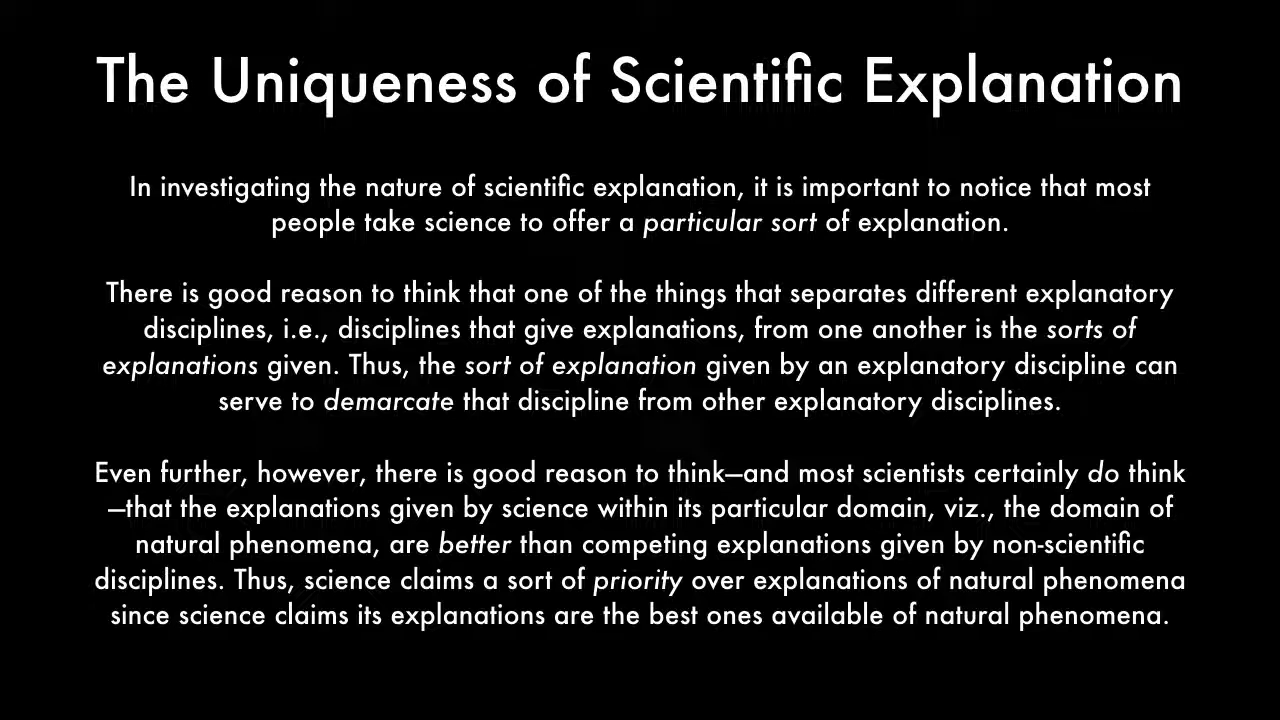 The Uniqueness of Scientific Explanation
In investigating the nature of scientific explanation, it is important to notice that most
people take science to offer a particular sort of explanation.
There is good reason to think that one of the things that separates different explanatory
disciplines, i.e., disciplines that give explanations, from one another is the sorts of
explanations given. Thus, the sort of explanation given by an explanatory discipline can
serve to demarcate that discipline from other explanatory disciplines.
Even further, however, there is good reason to think—and most scientists certainly do think
—that the explanations given by science within its particular domain, viz., the domain of
natural phenomena, are better than competing explanations given by non-scientific
disciplines. Thus, science claims a sort of priority over explanations of natural phenomena
since science claims its explanations are the best ones available of natural phenomena.